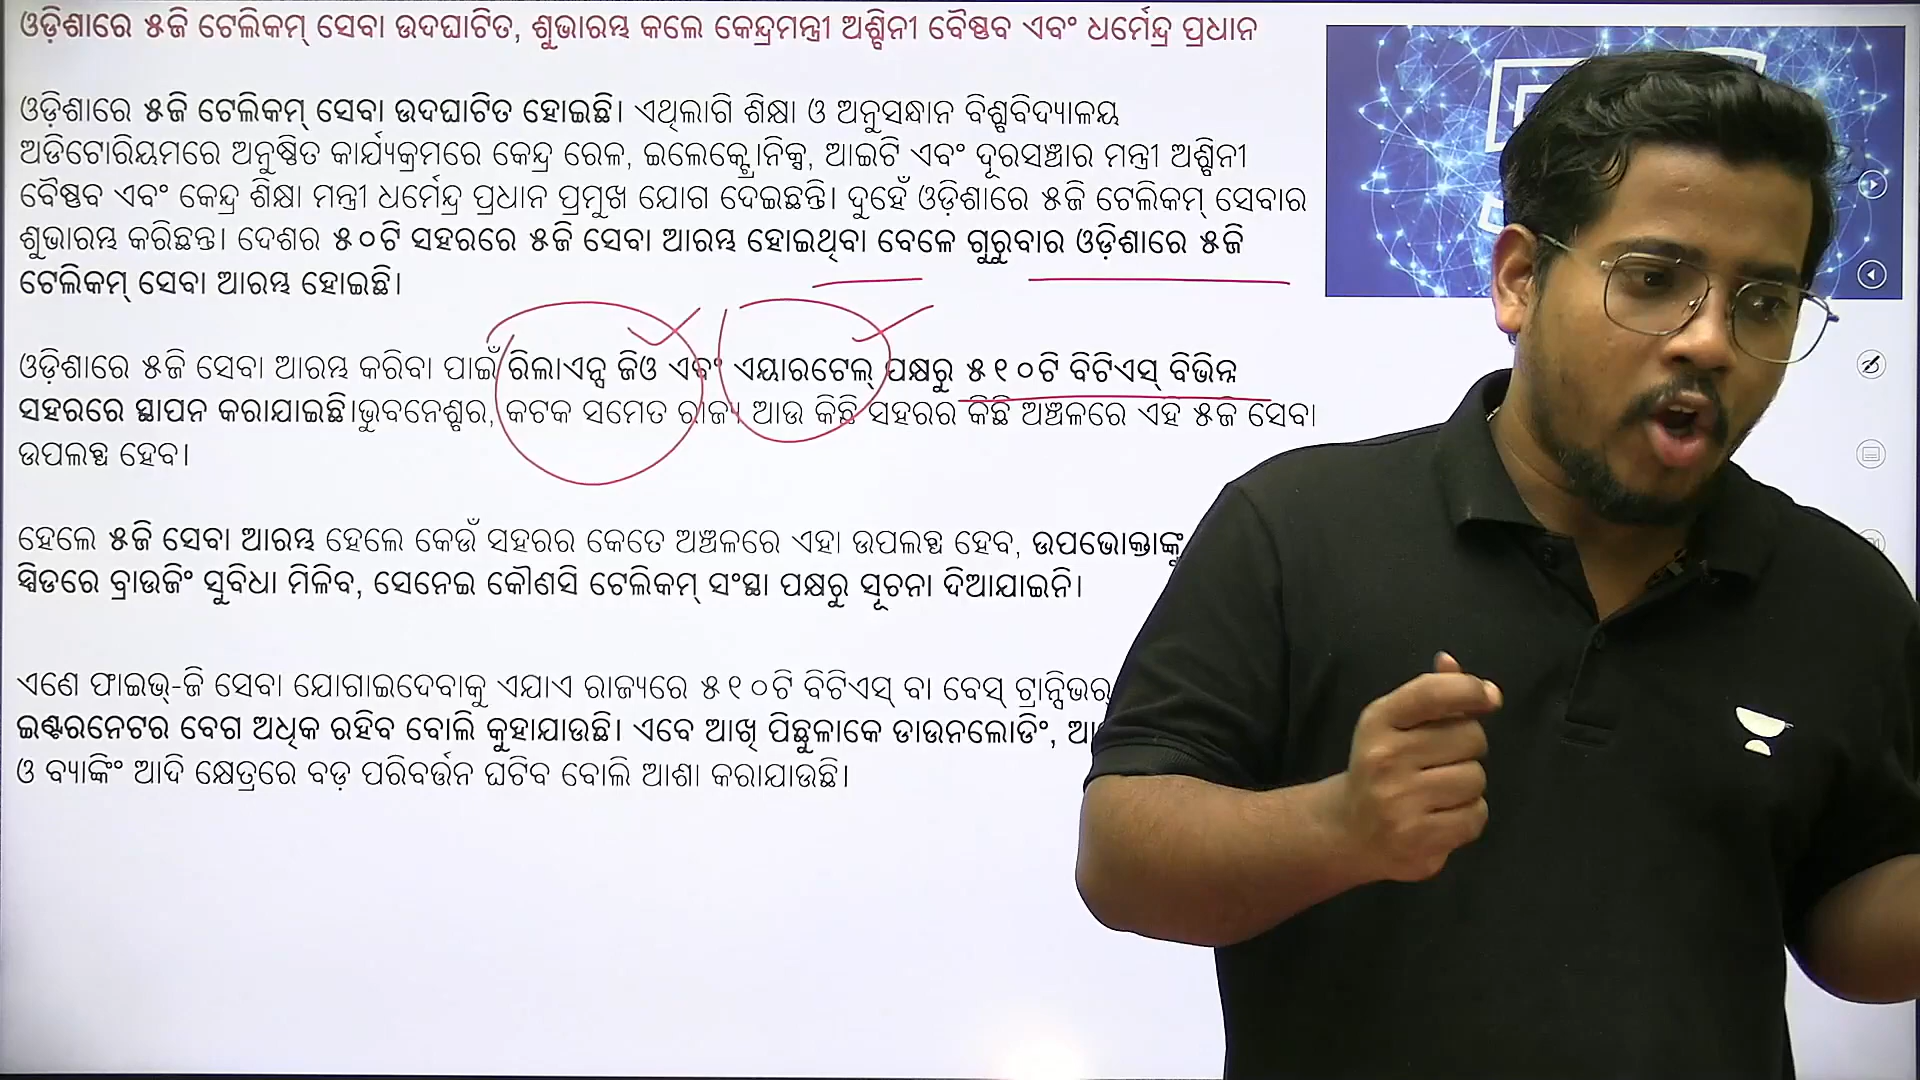 ଓଡ଼ିଶାରେ ୫ଜି ଟେଲିକମ୍ ସେବା ଉଦଘାଟିତ, ଶୁଭାରମ୍ଭ କଲେ କେନ୍ଦ୍ରମନ୍ତ୍ରୀ ଅଶ୍ୱିନୀ ବୈଷ୍ଣବ ଏବଂ ଧର୍ମେନ୍ଦ୍ର ପ୍ରଧାନ
ଓଡ଼ିଶାରେ ୫ଜି ଟେଲିକମ୍ ସେବା ଉଦଘାଟିତ ହୋଇଛି। ଏଥିଲାଗି ଶିକ୍ଷା ଓ ଅନୁସନ୍ଧାନ ବିଶ୍ୱବିଦ୍ୟାଳୟ
ଅଡିଟୋରିୟମରେ ଅନୁଷ୍ଠିତ କାର୍ଯ୍ୟକ୍ରମରେ କେନ୍ଦ୍ର ରେଳ, ଇଲେକ୍ଟ୍ରୋନିକ୍ସ, ଆଇଟି ଏବଂ ଦୂରସଞ୍ଚାର ମନ୍ତ୍ରୀ ଅଶ୍ୱିନୀ
ବୈଷ୍ଣବ ଏବଂ କେନ୍ଦ୍ର ଶିକ୍ଷା ମନ୍ତ୍ରୀ ଧର୍ମେନ୍ଦ୍ର ପ୍ରଧାନ ପ୍ରମୁଖ ଯୋଗ ଦେଇଛନ୍ତି। ଦୁହେଁ ଓଡ଼ିଶାରେ ୫ଜି ଟେଲିକମ୍ ସେବାର
ଶୁଭାରମ୍ଭ କରିଛନ୍ତ। ଦେଶର ୫୦ଟି ସହରରେ ୫ଜି ସେବା ଆରମ୍ଭ ହୋଇଥିବା ବେଳେ ଗୁରୁବାର ଓଡ଼ିଶାରେ ୫ଜି
ଟେଲିକମ୍ ସେବା ଆରମ୍ଭ ହୋଇଛି।
ଓଡ଼ିଶାରେ ୫ଜି ସେବା ଆରମ୍ଭ କରିବା ପାଇଁ ରିଲାଏନ୍ସ ଜିଓ ଏବଂ ଏୟାରଟେଲ୍ ପକ୍ଷରୁ ୫୧୦ଟି ବିଟିଏସ୍ ବିଭିନ୍ନ
ସହରରେ ସ୍ଥାପନ କରାଯାଇଛି।ଭୁବନେଶ୍ୱର, କଟକ ସମେତ ରାଜ୍ୟ ଆଉ କିଛି ସହରର କିଛି ଅଞ୍ଚଳରେ ଏହି ୫ଜି ସେବା
ଉପଲବ୍ଧ ହେବ।
ହେଲେ ୫ଜି ସେବା ଆରମ୍ଭ ହେଲେ କେଉଁ ସହରର କେତେ ଅଞ୍ଚଳରେ ଏହା ଉପଲବ୍ଧ ହେବ, ଉପଭୋକ୍ତାଙ୍କୁ
ସ୍ପିଡରେ ବ୍ରାଉଜିଂ ସୁବିଧା ମିଳିବ, ସେନେଇ କୌଣସି ଟେଲିକମ୍ ସଂସ୍ଥା ପକ୍ଷରୁ ସୂଚନା ଦିଆଯାଇନି।
ଏଣେ ଫାଇଭ୍-ଜି ସେବା ଯୋଗାଇଦେବାକୁ ଏଯାଏ ରାଜ୍ୟରେ ୫୧୦ଟି ବିଟିଏସ୍ ବା ବେସ୍ ଟ୍ରାନ୍ସିଭର୍
ଇଣ୍ଟରନେଟର ବେଗ ଅଧିକ ରହିବ ବୋଲି କୁହାଯାଉଛି। ଏବେ ଆଖି ପିଛୁଳାକେ ଡାଉନଲୋଡିଂ,
ଓ ବ୍ୟାଙ୍କିଂ ଆଦି କ୍ଷେତ୍ରରେ ବଡ଼ ପରିବର୍ତ୍ତନ ଘଟିବ ବୋଲି ଆଶା କରାଯାଉଛି।